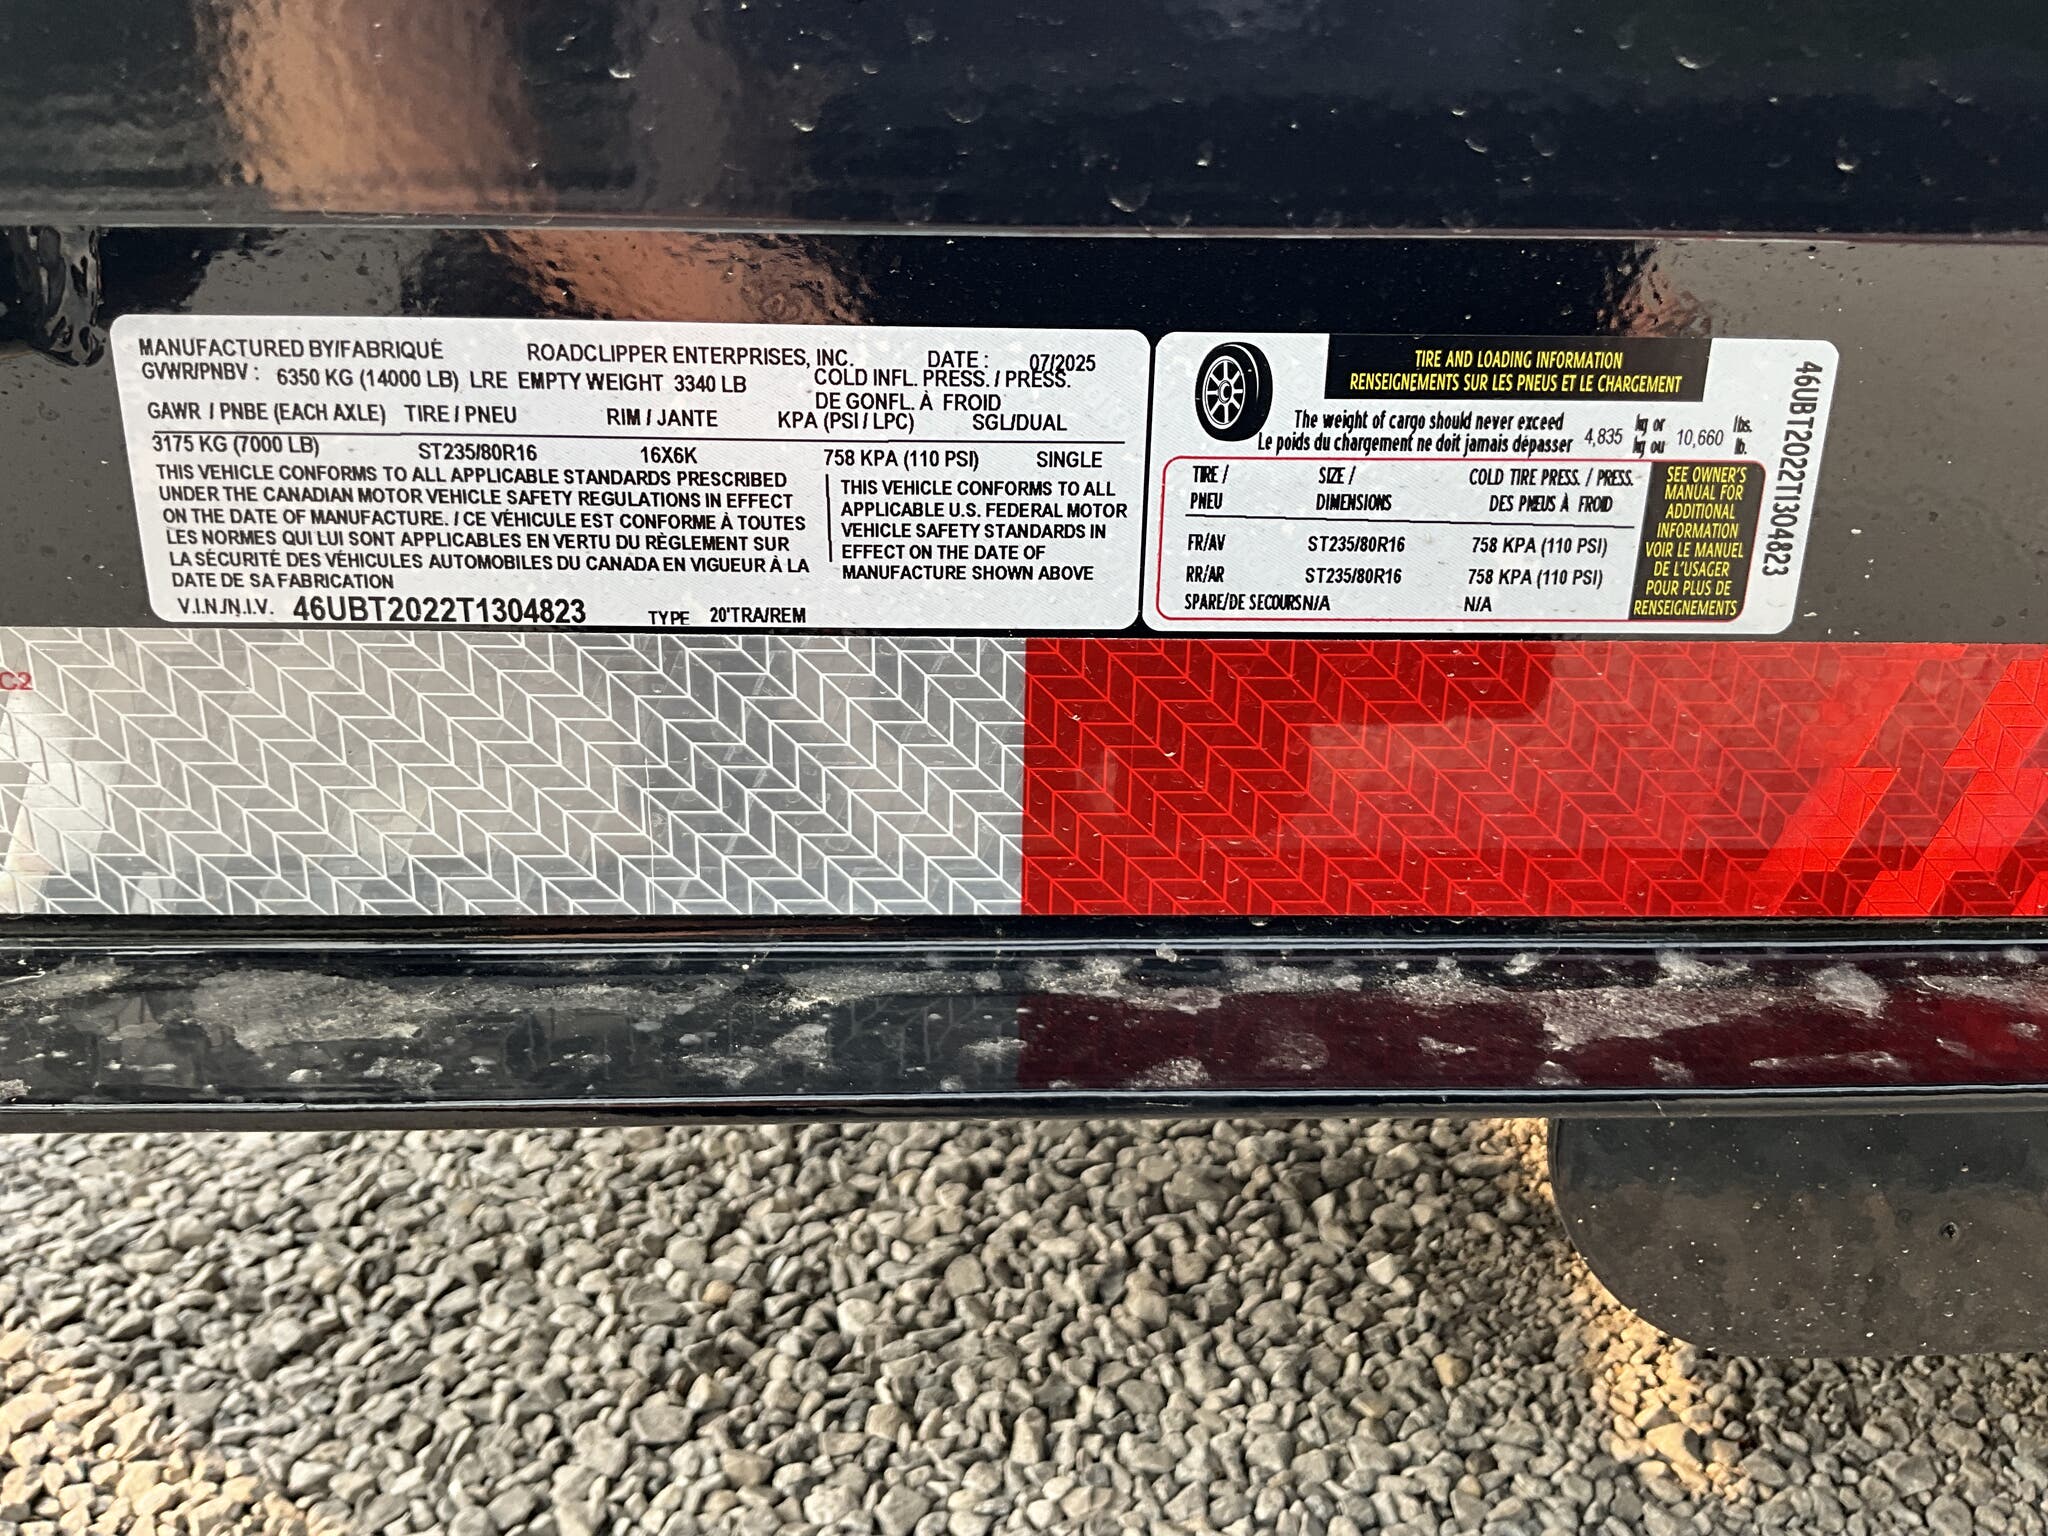 MANUFACTURED BY/FABRIQUÉ ROADCLIPPER ENTERPRISES, INC. DATE : 07/2025
GVWR/PNBV : 6350 KG (14000 LB) LRE EMPTY WEIGHT 3340 LB COLD INFL. PRESS. / PRESS.
DE GONFL. À FROID
GAWR / PNBE (EACH AXLE) TIRE / PNEU RIM / JANTE KPA (PSI / LPC) SGL/DUAL
3175 KG (7000 LB) ST235/80R16 16X6K 758 KPA (110 PSI) SINGLE
THIS VEHICLE CONFORMS TO ALL APPLICABLE STANDARDS PRESCRIBED
UNDER THE CANADIAN MOTOR VEHICLE SAFETY REGULATIONS IN EFFECT
ON THE DATE OF MANUFACTURE. / CE VÉHICULE EST CONFORME À TOUTES
LES NORMES QUI LUI SONT APPLICABLES EN VERTU DU RÈGLEMENT SUR
LA SÉCURITÉ DES VÉHICULES AUTOMOBILES DU CANADA EN VIGUEUR À LA
DATE DE SA FABRICATION
THIS VEHICLE CONFORMS TO ALL
APPLICABLE U.S. FEDERAL MOTOR
VEHICLE SAFETY STANDARDS IN
EFFECT ON THE DATE OF
MANUFACTURE SHOWN ABOVE
V.I.N./N.I.V. 46UBT2022T1304823 TYPE 20'TRA/REM
TIRE AND LOADING INFORMATION
RENSEIGNEMENTS SUR LES PNEUS ET LE CHARGEMENT
The weight of cargo should never exceed kg or lbs.
Le poids du chargement ne doit jamais dépasser 4,835 kg ou 10,660 lb.
TIRE / SIZE / COLD TIRE PRESS. / PRESS.
PNEU DIMENSIONS DES PNEUS À FROID
FR/AV ST235/80R16 758 KPA (110 PSI)
RR/AR ST235/80R16 758 KPA (110 PSI)
SPARE/DE SECOURS N/A N/A
SEE OWNER'S
MANUAL FOR
ADDITIONAL
INFORMATION
VOIR LE MANUEL
DE L'USAGER
POUR PLUS DE
RENSEIGNEMENTS
46UBT2022T1304823
C2